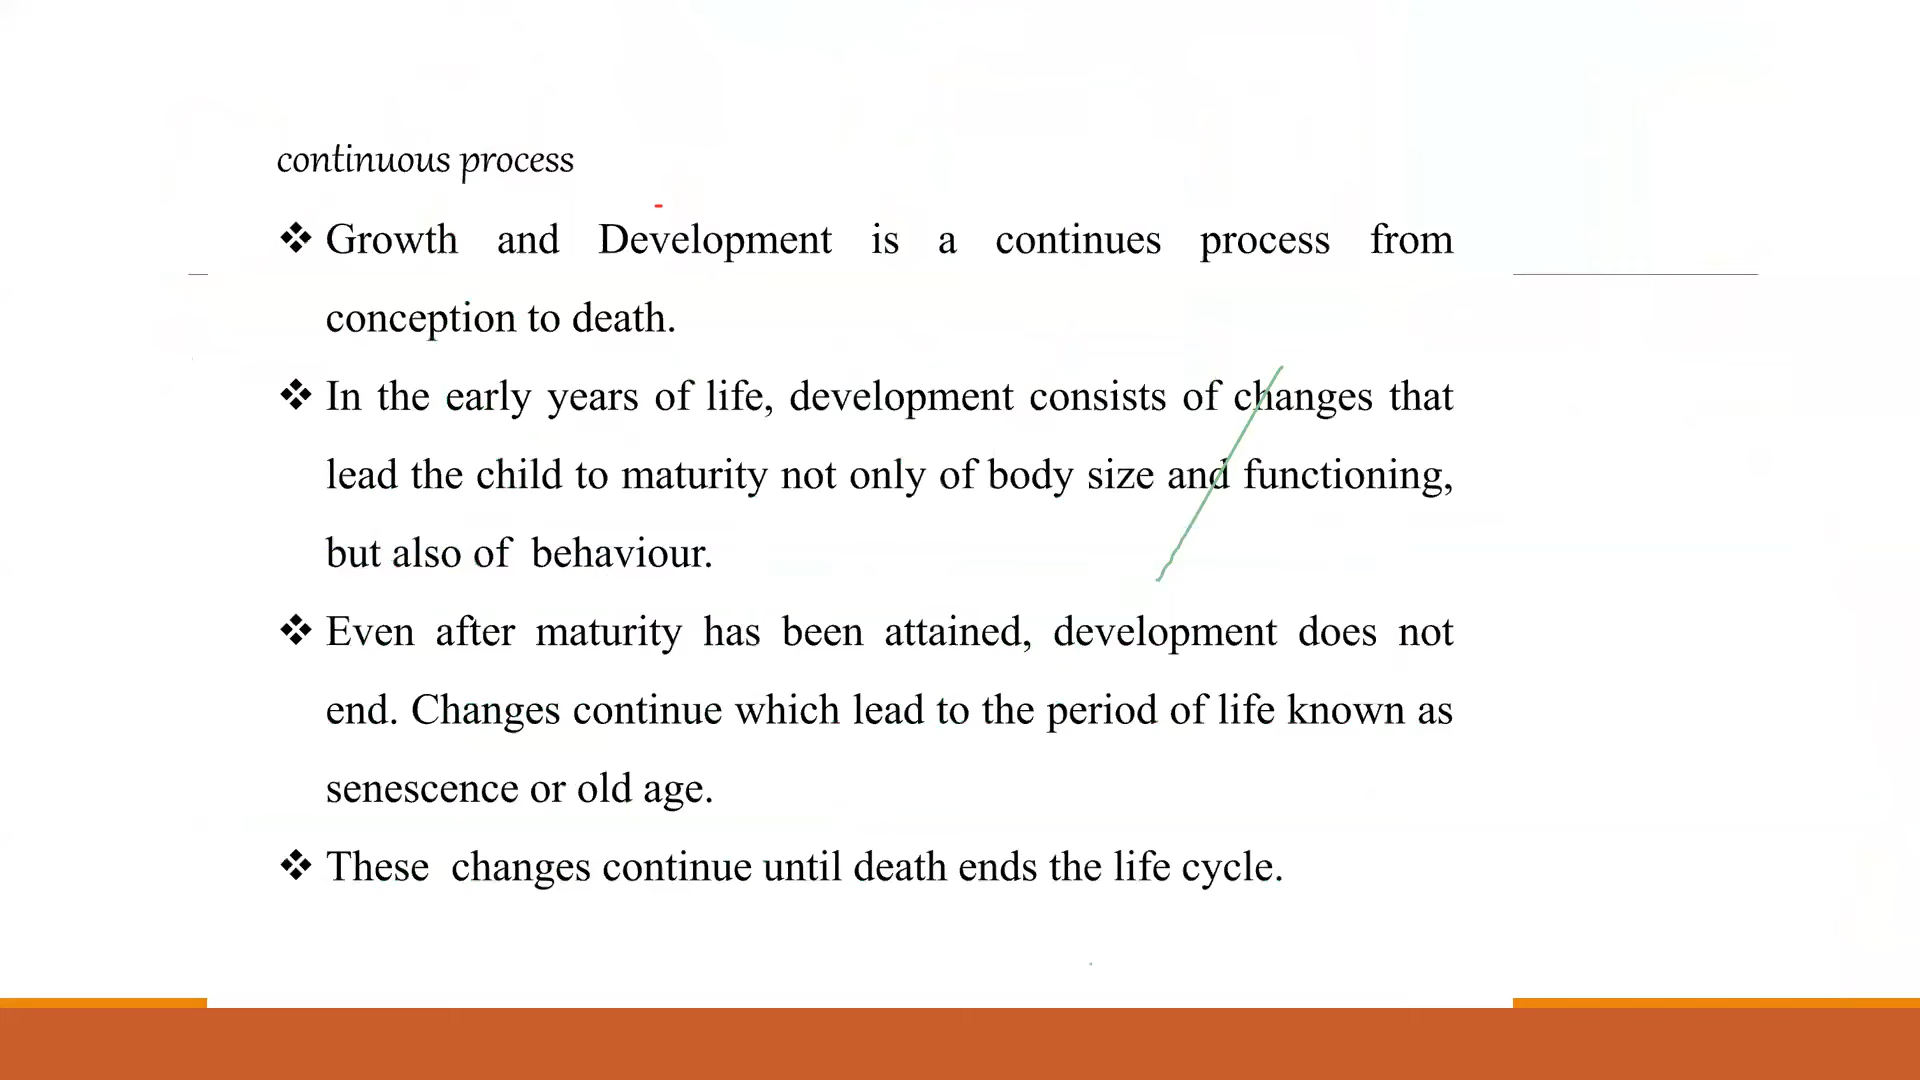 continuous process
❖ Growth and Development is a continues process from
conception to death.
❖ In the early years of life, development consists of changes that
lead the child to maturity not only of body size and functioning,
but also of behaviour.
❖ Even after maturity has been attained, development does not
end. Changes continue which lead to the period of life known as
senescence or old age.
❖ These changes continue until death ends the life cycle.